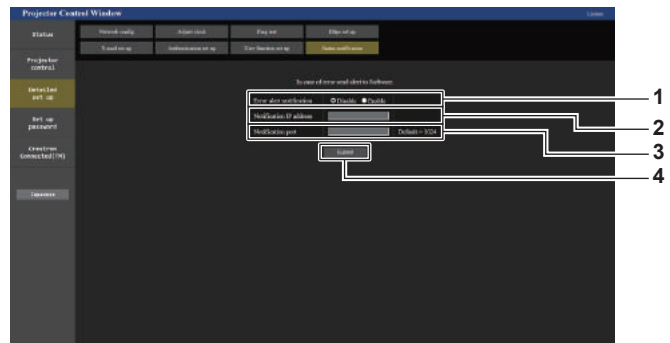 Projector Control Window
Status
Network config
Adjust clock
Ping test
E-mail set up
Authentication set up
Projector
control
Detailed
set up
Set up
password
Crestron
Connected(TM)
Japanese
In case of error send alert to Software
Error alert notification
Disable
Enable
Notification IP address
Notification port
Default = 1024
Submit
1
2
3
4